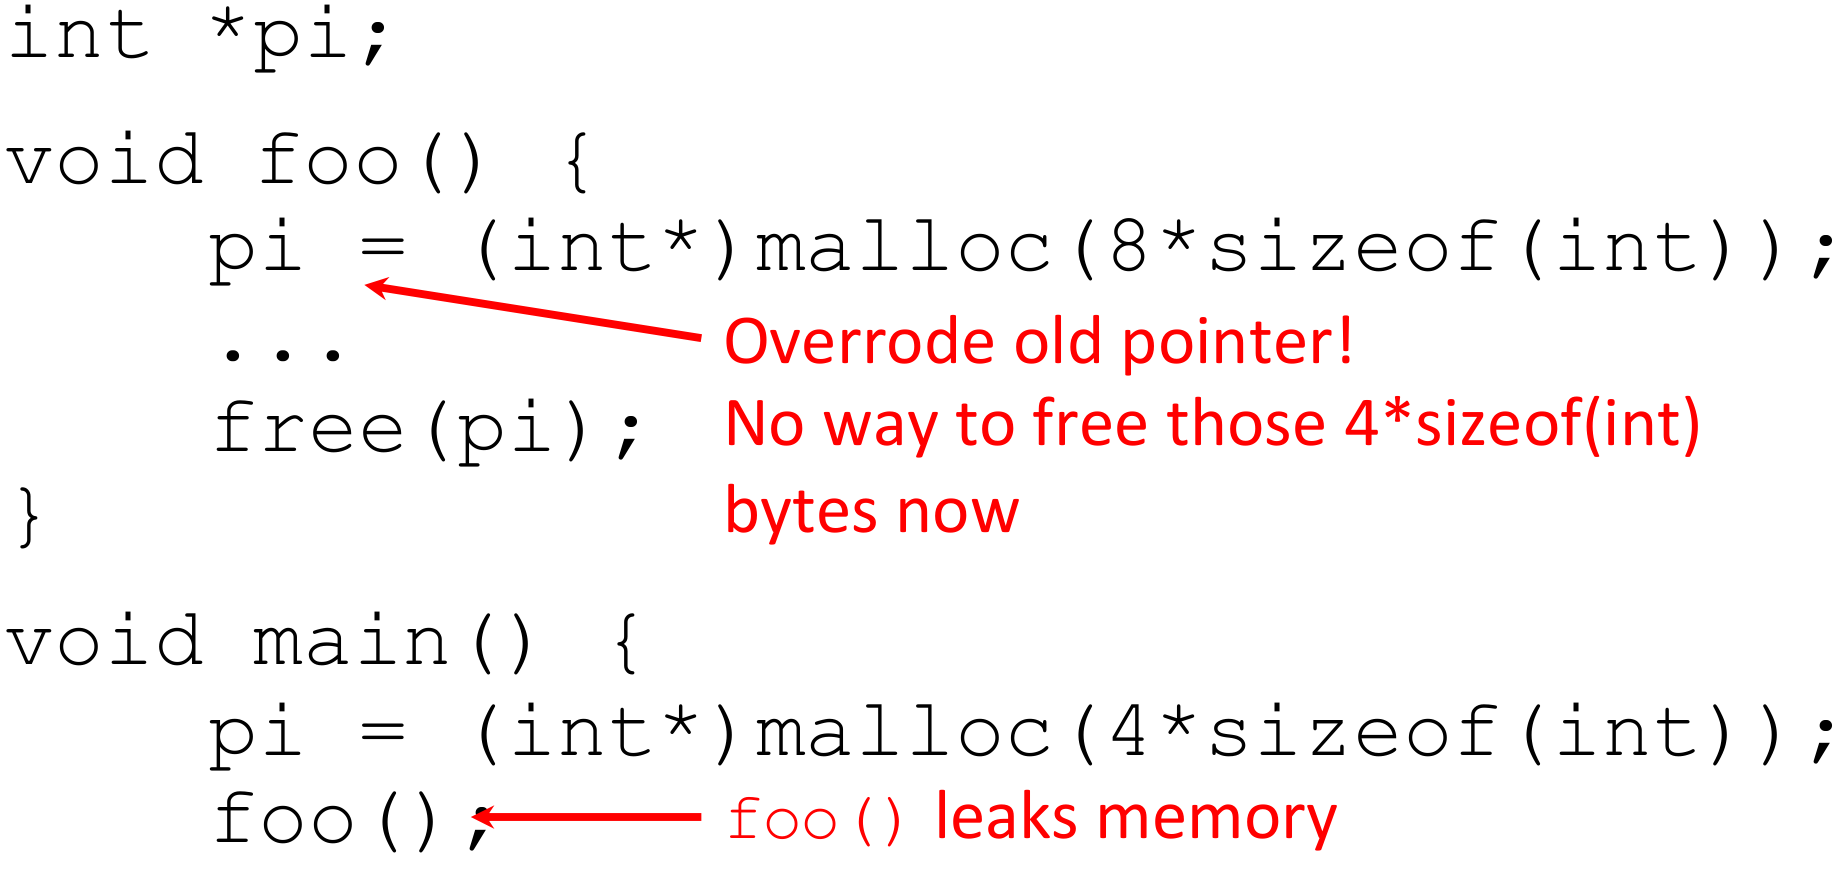 int *pi;
void foo() {
pi = (int*)malloc(8*sizeof(int));
Overrode old pointer!
...
No way to free those 4*sizeof(int)
free(pi);
bytes now
}
void main() {
pi = (int*)malloc(4*sizeof(int));
foo();
foo() leaks memory